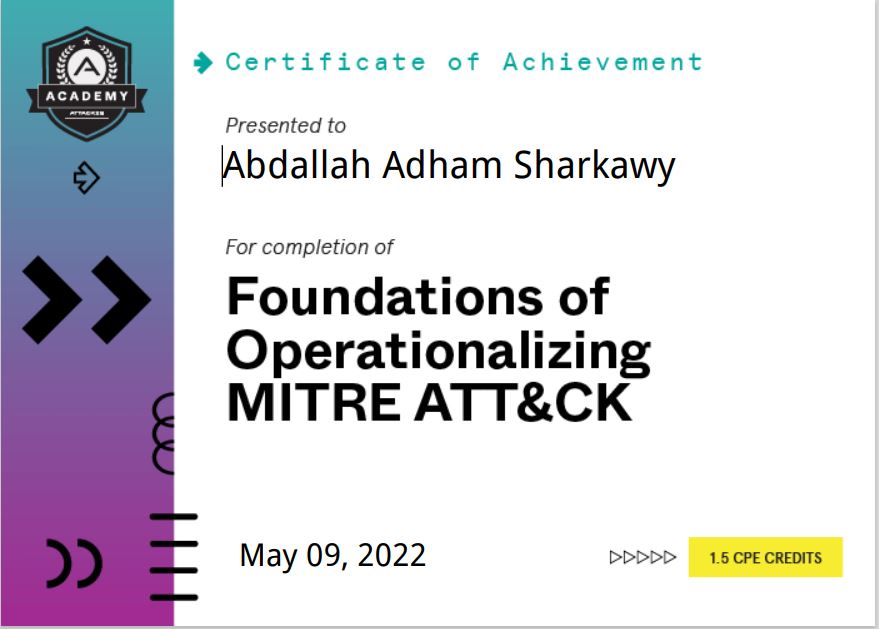 ACADEMY
ATTACKIQ
Certificate of Achievement
Presented to
Abdallah Adham Sharkawy
For completion of
Foundations of
Operationalizing
MITRE ATT&CK
May 09, 2022
1.5 CPE CREDITS